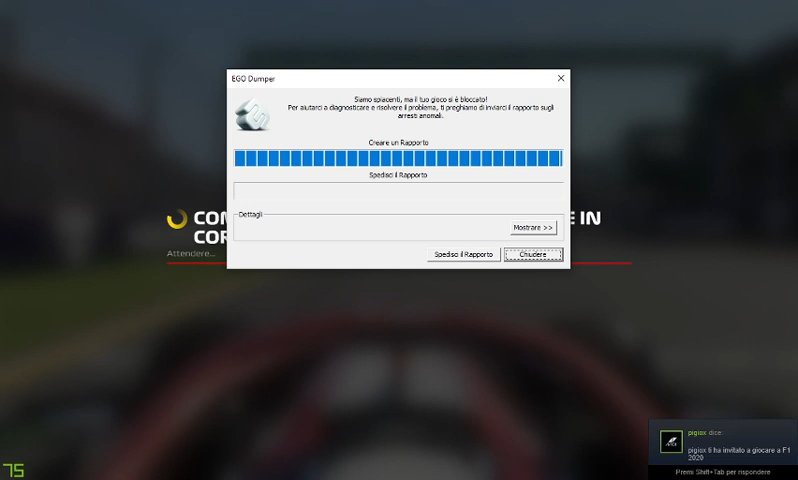 EGO Dumper
Siamo spiacenti, ma il tuo gioco si è bloccato!
Per aiutarci a diagnosticare e risolvere il problema, ti preghiamo di inviarci il rapporto sugli
arresti anomali.
Creare un Rapporto
Spedisci il Rapporto
Dettagli
Mostrare >>
Spedisci il Rapporto
Chiudere
IN
Attendere...
pigiox dice:
pigiox ti ha invitato a giocare a F1
2020
Premi Shift+Tab per rispondere
75